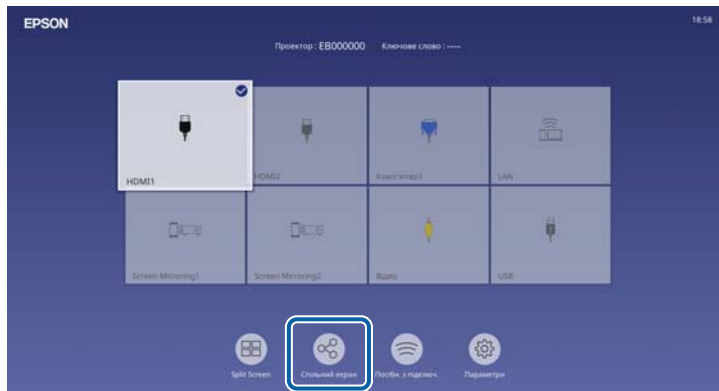 EPSON
18:58
Проектор : EB000000 Ключове слово : ----
HDMI1
HDMI2
Комп'ютер1
LAN
Screen Mirroring1
Screen Mirroring2
Відео
USB
Split Screen
Спільний екран
Посібн. з підключ.
Параметри